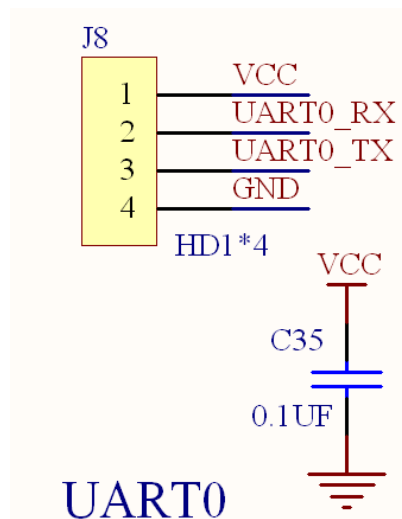 J8
1 VCC
2 UART0_RX
3 UART0_TX
4 GND
HD1*4
VCC
C35
0.1UF
UART0